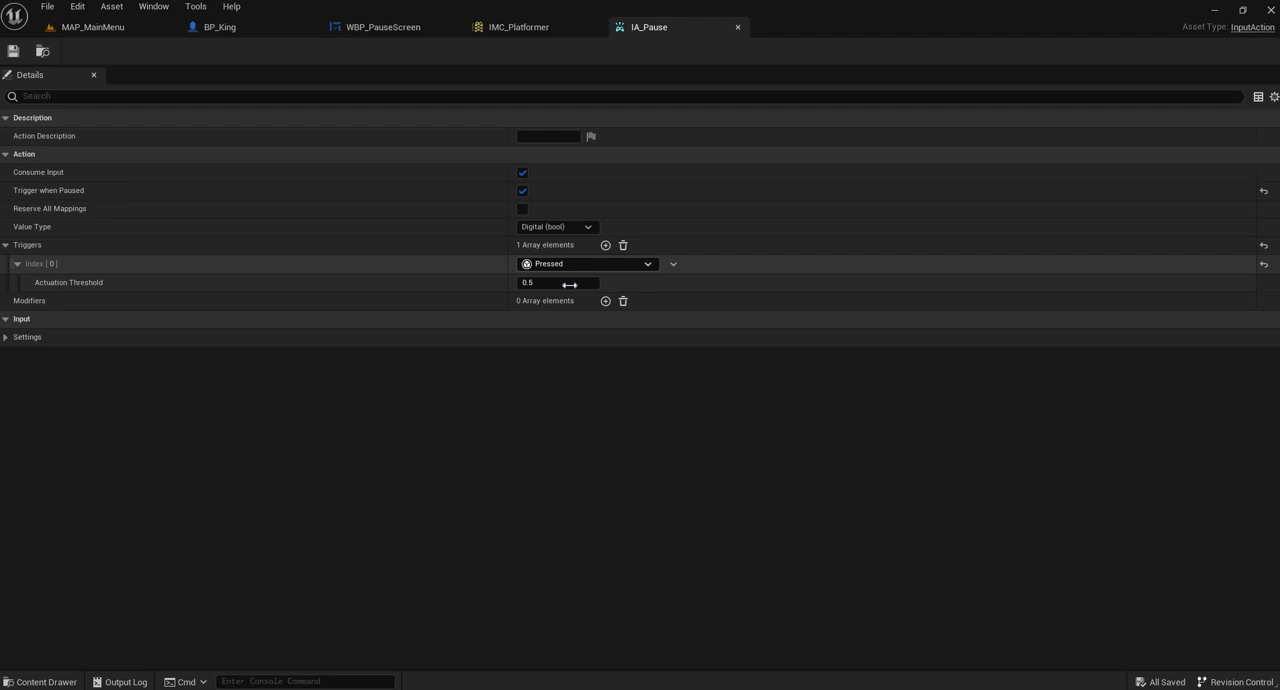 File Edit Asset Window Tools Help
MAP_MainMenu BP_King WBP_PauseScreen IMC_Platformer IA_Pause Asset Type: InputAction
Details
Search
Description
Action Description
Action
Consume Input
Trigger when Paused
Reserve All Mappings
Value Type Digital (bool)
Triggers 1 Array elements
Index [ 0 ] Pressed
Actuation Threshold 0.5
Modifiers 0 Array elements
Input
Settings
Content Drawer Output Log Cmd Enter Console Command All Saved Revision Control